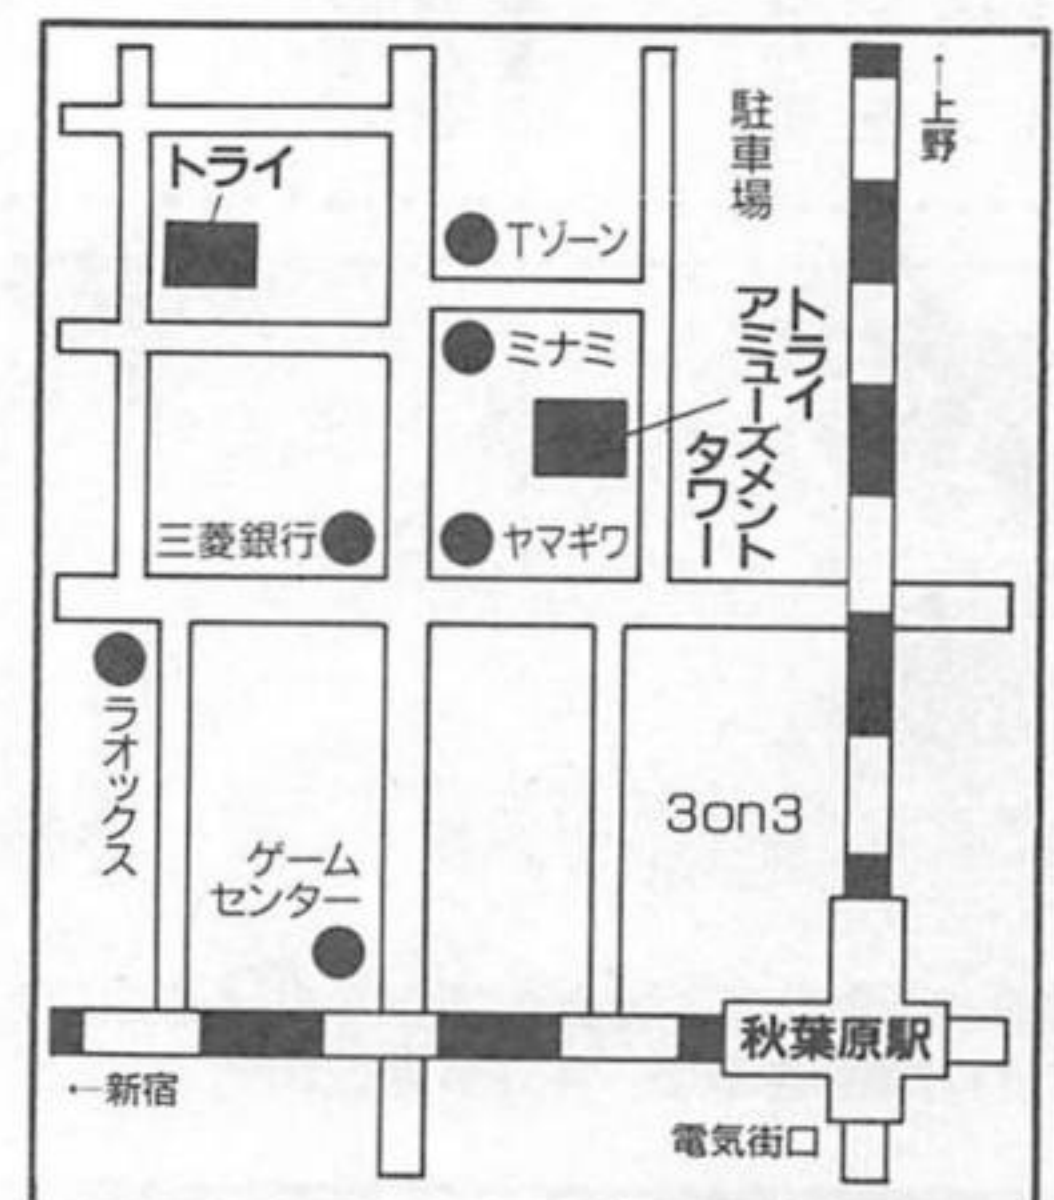 ←上野
駐車場
トライ
Tゾーン
トライ
アミューズメント
タワー
ミナミ
三菱銀行
ヤマギワ
ラオックス
3on3
ゲーム
センター
秋葉原駅
←新宿
電気街口